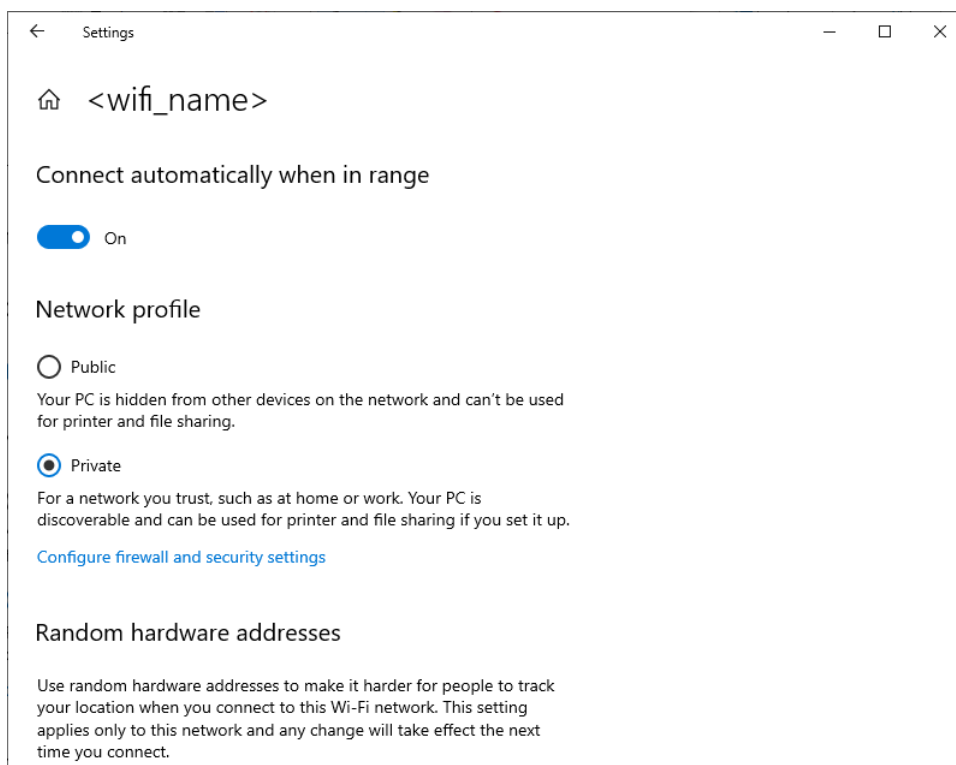 Settings
<wifi_name>
Connect automatically when in range
On
Network profile
Public
Your PC is hidden from other devices on the network and can't be used
for printer and file sharing.
Private
For a network you trust, such as at home or work. Your PC is
discoverable and can be used for printer and file sharing if you set it up.
Configure firewall and security settings
Random hardware addresses
Use random hardware addresses to make it harder for people to track
your location when you connect to this Wi-Fi network. This setting
applies only to this network and any change will take effect the next
time you connect.